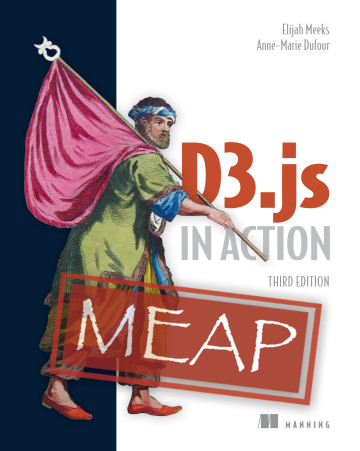 Elijah Meeks
Anne-Marie Dufour
D3.js
IN ACTION
THIRD EDITION
MEAP
MANNING